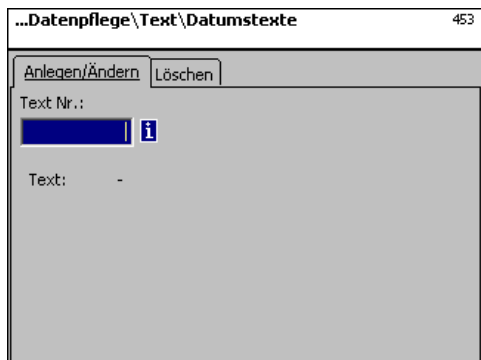 ...Datenpflege\Text\Datumstexte 453
Anlegen/Ändern Löschen
Text Nr.:
i
Text: -